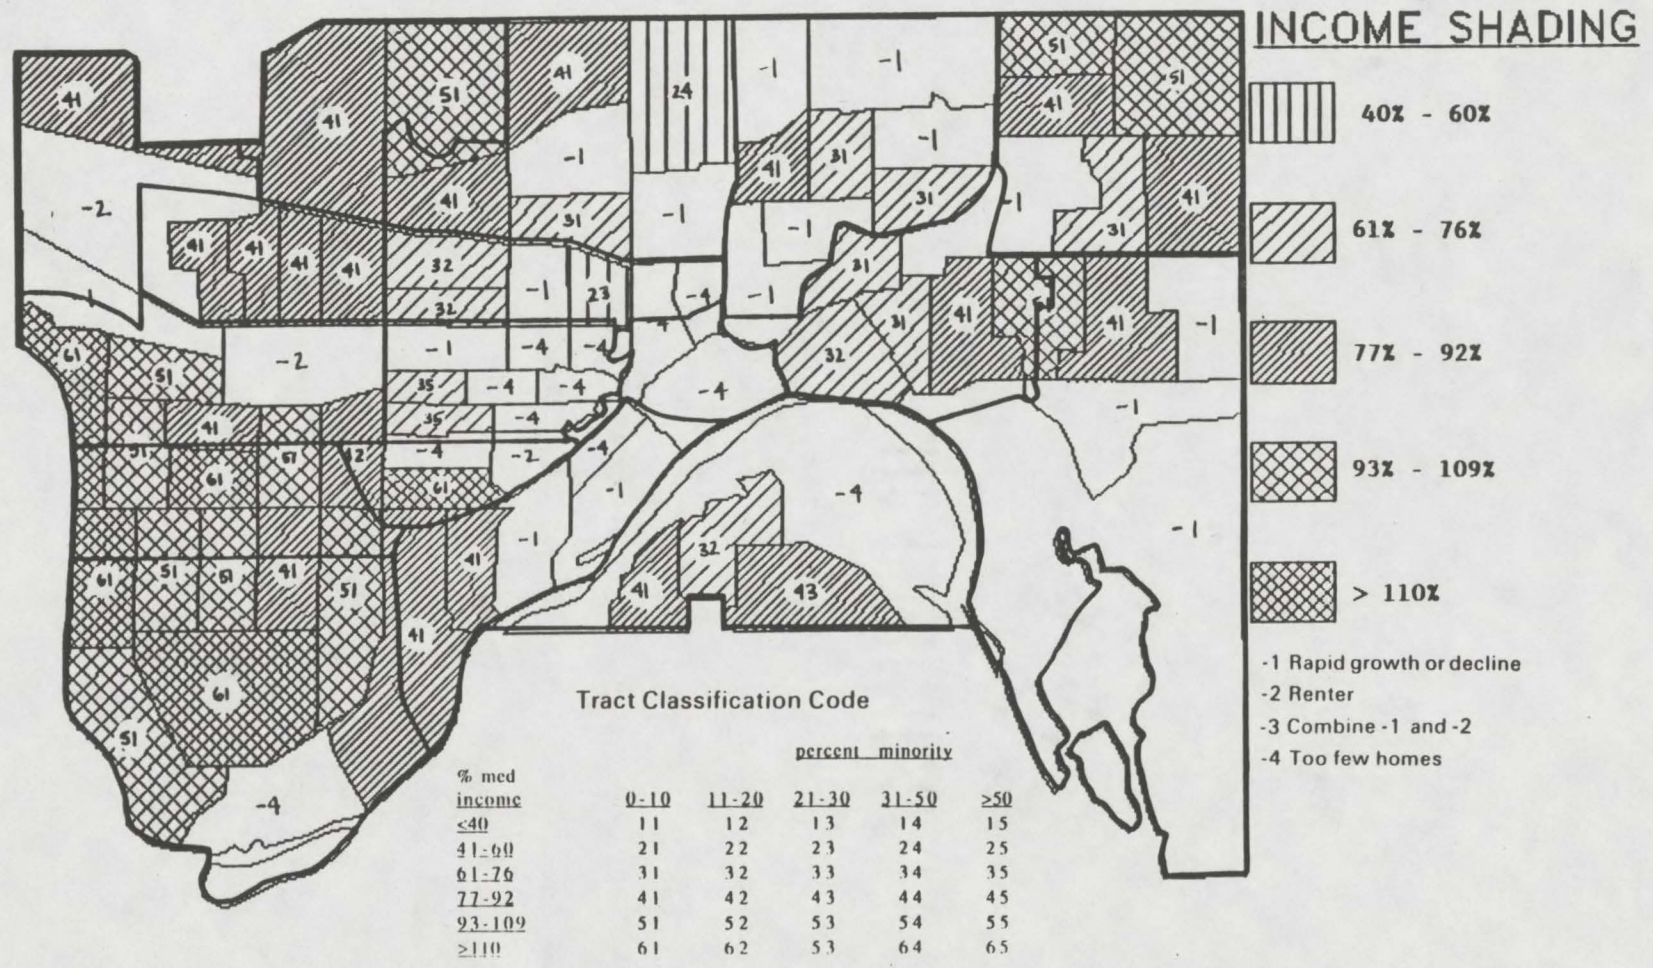 INCOME SHADING
40% - 60%
61% - 76%
77% - 92%
93% - 109%
> 110%
-1 Rapid growth or decline
-2 Renter
-3 Combine -1 and -2
-4 Too few homes
51 41 24 -1 -1 51 51
41 41 41
-1 31 -1
-1 41 31 41
-2 41 31 -1 -1 31 -1 31
41 41 41 41 32 31
32 -1 23 -4 -1
1 31 41 41 -1
61 51 -2 -1 -4 -4 32
35 -4 -4 -4 -1
41 35 -4
51 51 42 -4 -2 -4
61 61 -1 -4
-1 -1
61 51 51 41 51 41 32
41 43
41
61
51
-4
Tract Classification Code
percent minority
% med
income 0-10 11-20 21-30 31-50 ≥50
<40 11 12 13 14 15
41-60 21 22 23 24 25
61-76 31 32 33 34 35
77-92 41 42 43 44 45
93-109 51 52 53 54 55
≥110 61 62 53 64 65